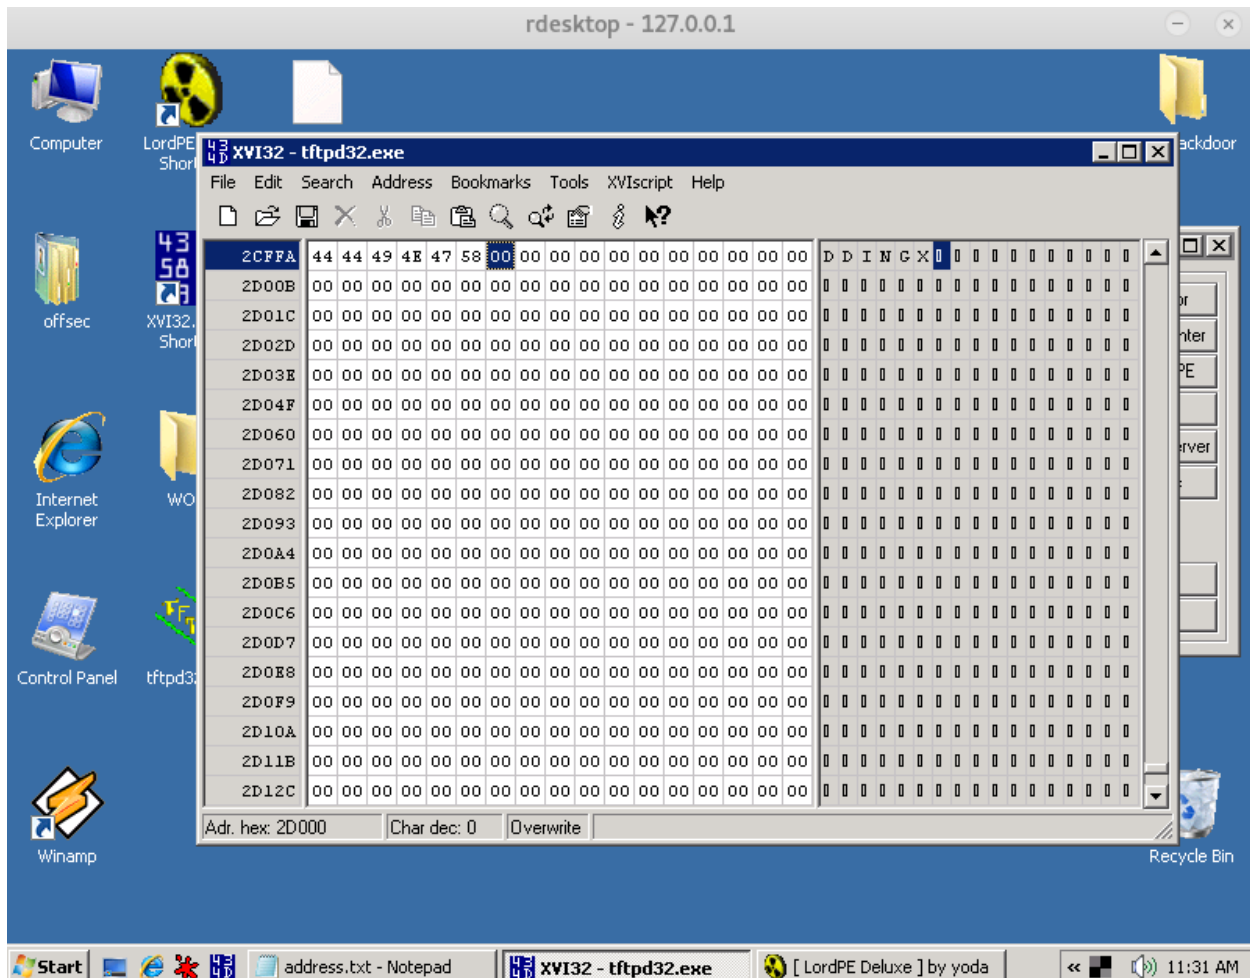 rdesktop - 127.0.0.1
Computer
LordPE
Short
ackdoor
XVI32 - tftpd32.exe
File Edit Search Address Bookmarks Tools XVIscript Help
2CFFA 44 44 49 4E 47 58 00 00 00 00 00 00 00 00 00 00 00 D D I N G X
2D00B 00 00 00 00 00 00 00 00 00 00 00 00 00 00 00 00 00
2D01C 00 00 00 00 00 00 00 00 00 00 00 00 00 00 00 00 00
2D02D 00 00 00 00 00 00 00 00 00 00 00 00 00 00 00 00 00
2D03E 00 00 00 00 00 00 00 00 00 00 00 00 00 00 00 00 00
2D04F 00 00 00 00 00 00 00 00 00 00 00 00 00 00 00 00 00
2D060 00 00 00 00 00 00 00 00 00 00 00 00 00 00 00 00 00
2D071 00 00 00 00 00 00 00 00 00 00 00 00 00 00 00 00 00
2D082 00 00 00 00 00 00 00 00 00 00 00 00 00 00 00 00 00
2D093 00 00 00 00 00 00 00 00 00 00 00 00 00 00 00 00 00
2D0A4 00 00 00 00 00 00 00 00 00 00 00 00 00 00 00 00 00
2D0B5 00 00 00 00 00 00 00 00 00 00 00 00 00 00 00 00 00
2D0C6 00 00 00 00 00 00 00 00 00 00 00 00 00 00 00 00 00
2D0D7 00 00 00 00 00 00 00 00 00 00 00 00 00 00 00 00 00
2D0E8 00 00 00 00 00 00 00 00 00 00 00 00 00 00 00 00 00
2D0F9 00 00 00 00 00 00 00 00 00 00 00 00 00 00 00 00 00
2D10A 00 00 00 00 00 00 00 00 00 00 00 00 00 00 00 00 00
2D11B 00 00 00 00 00 00 00 00 00 00 00 00 00 00 00 00 00
2D12C 00 00 00 00 00 00 00 00 00 00 00 00 00 00 00 00 00
Adr. hex: 2D000 Char dec: 0 Overwrite
offsec
XVI32.
Short
nter
PE
rver
Internet
Explorer
WO
Control Panel
tftpd32
Winamp
Recycle Bin
Start
address.txt - Notepad
XVI32 - tftpd32.exe
[ LordPE Deluxe ] by yoda
11:31 AM